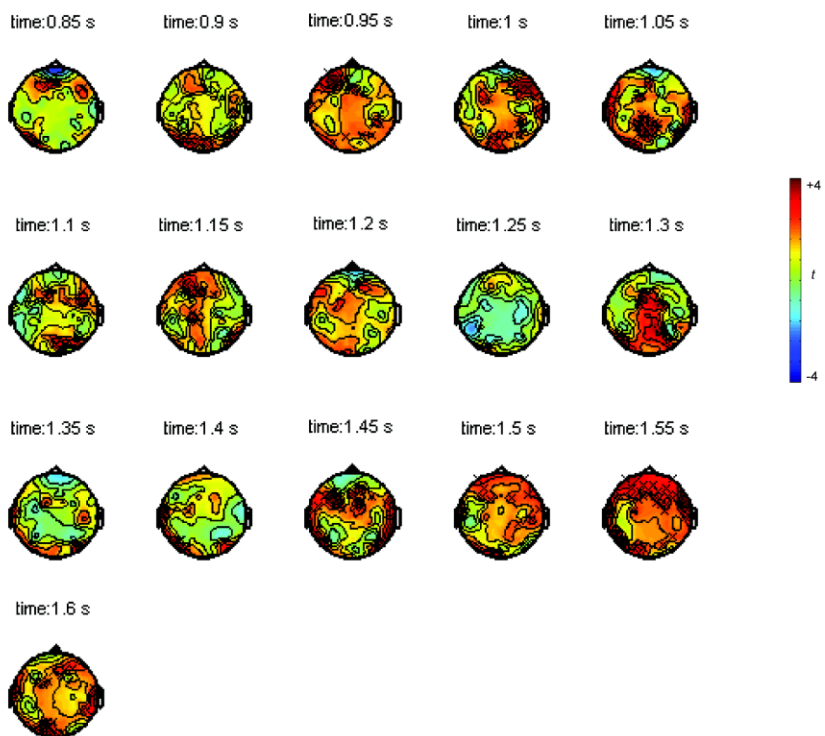 time:0.85 s time:0.9 s time:0.95 s time:1 s time:1.05 s
+4
time:1.1 s time:1.15 s time:1.2 s time:1.25 s time:1.3 s
t
-4
time:1.35 s time:1.4 s time:1.45 s time:1.5 s time:1.55 s
time:1.6 s